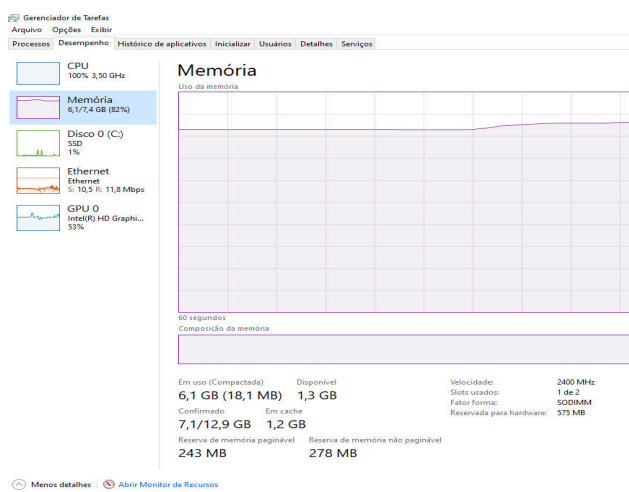 Gerenciador de Tarefas
Arquivo Opções Exibir
Processos Desempenho Histórico de aplicativos Inicializar Usuários Detalhes Serviços
CPU
100% 3,50 GHz
Memória
6,1/7,4 GB (82%)
Disco 0 (C:)
SSD
1%
Ethernet
Ethernet
S: 10,5 R: 11,8 Mbps
GPU 0
Intel(R) HD Graphi...
53%
Memória
Uso da memória
60 segundos
Composição da memória
Em uso (Compactada) Disponível
6,1 GB (18,1 MB) 1,3 GB
Confirmado Em cache
7,1/12,9 GB 1,2 GB
Reserva de memória paginável Reserva de memória não paginável
243 MB 278 MB
Velocidade: 2400 MHz
Slots usados: 1 de 2
Fator forma: SODIMM
Reservada para hardware: 575 MB
Menos detalhes Abrir Monitor de Recursos